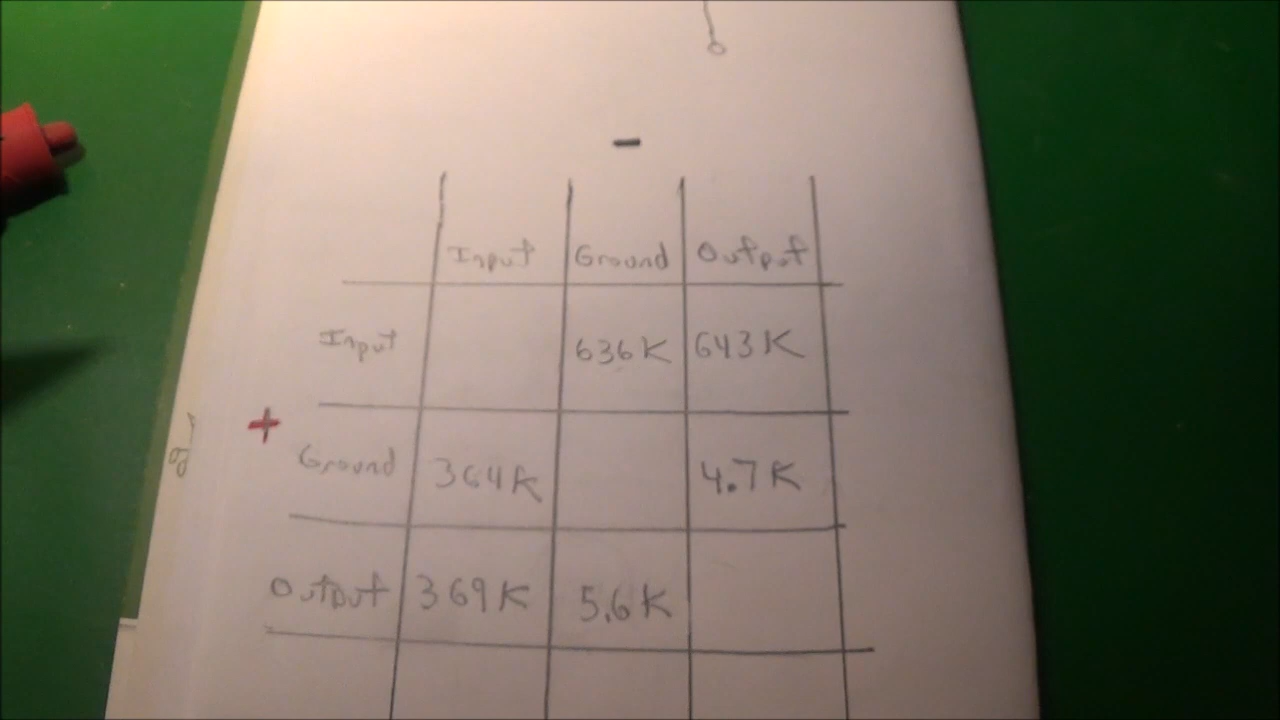 -
Input Ground Output
Input 636K 643K
+
Ground 364K 4.7K
Output 369K 5.6K